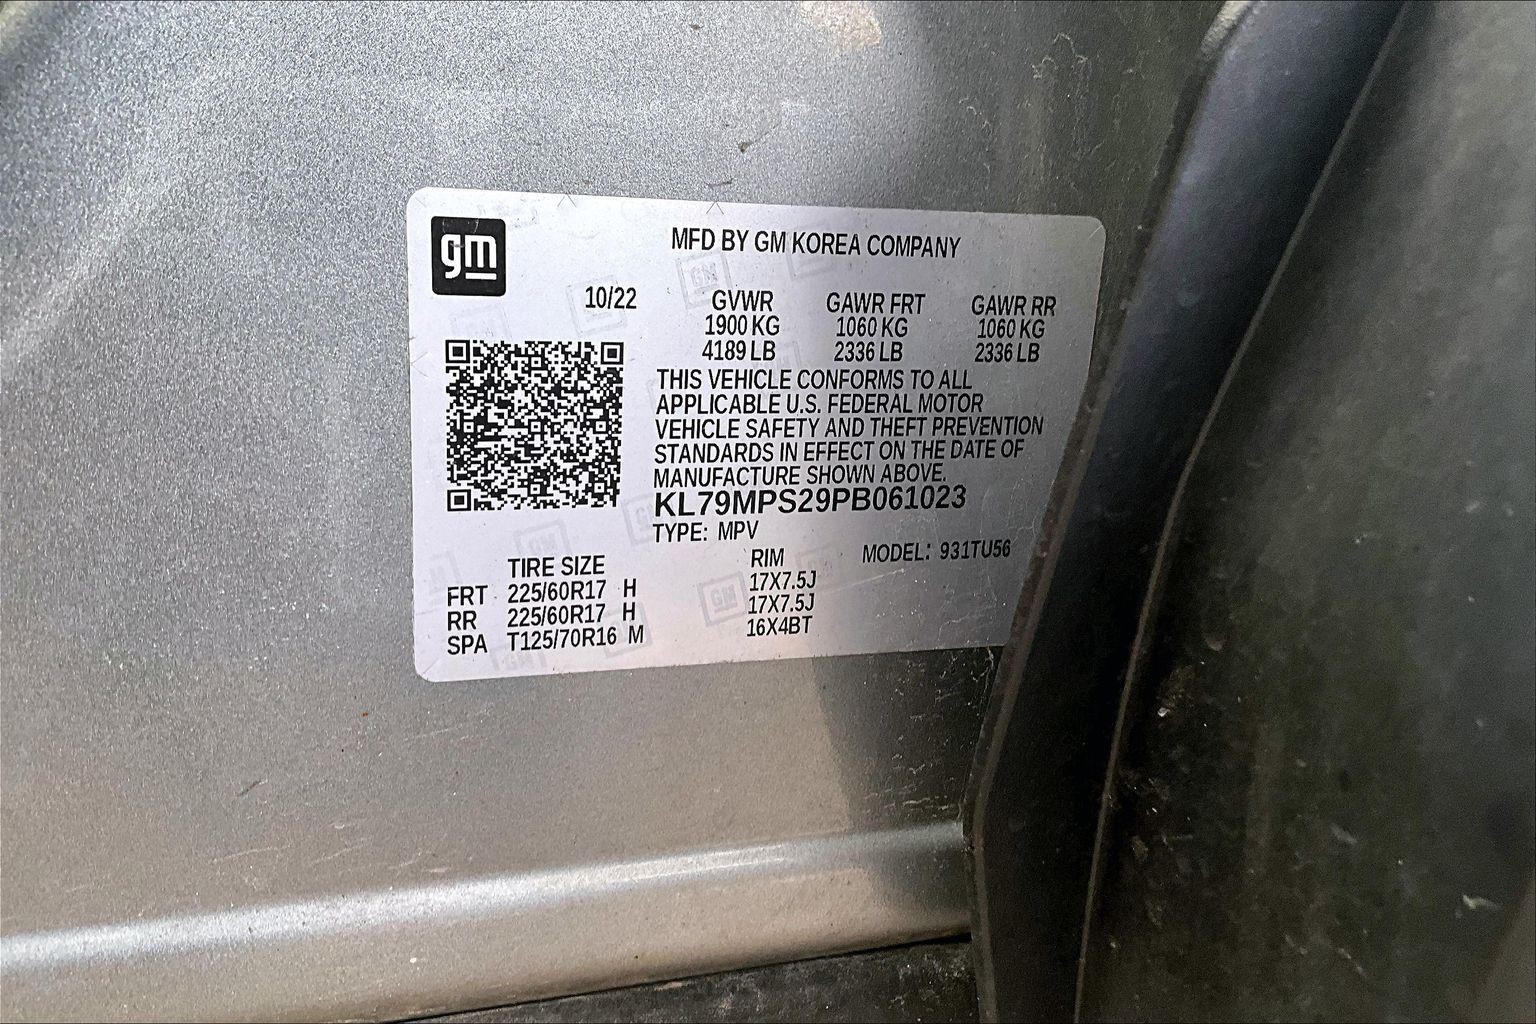 gm
MFD BY GM KOREA COMPANY
10/22 GVWR GAWR FRT GAWR RR
1900 KG 1060 KG 1060 KG
4189 LB 2336 LB 2336 LB
THIS VEHICLE CONFORMS TO ALL
APPLICABLE U.S. FEDERAL MOTOR
VEHICLE SAFETY AND THEFT PREVENTION
STANDARDS IN EFFECT ON THE DATE OF
MANUFACTURE SHOWN ABOVE.
KL79MPS29PB061023
TYPE: MPV MODEL: 931TU56
TIRE SIZE RIM
FRT 225/60R17 H 17X7.5J
RR 225/60R17 H 17X7.5J
SPA T125/70R16 M 16X4BT